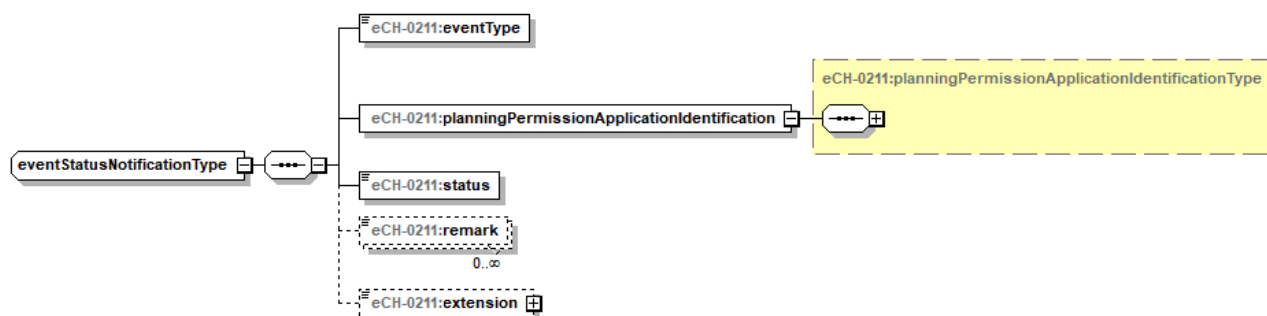 eCH-0211:eventType
eCH-0211:planningPermissionApplicationIdentificationType
eCH-0211:planningPermissionApplicationIdentification
eventStatusNotificationType
eCH-0211:status
eCH-0211:remark
0..∞
eCH-0211:extension